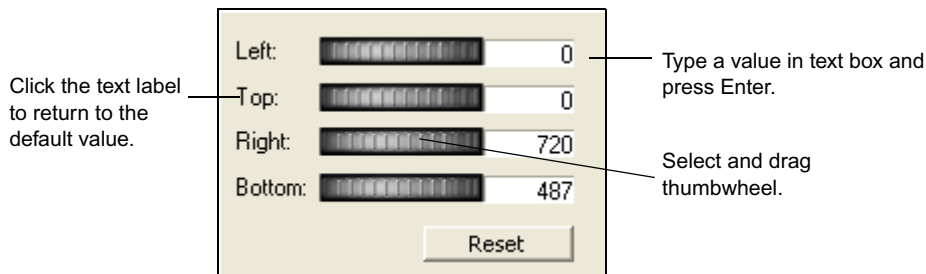 Click the text label
to return to the
default value.
Left: 0
Top: 0
Right: 720
Bottom: 487
Reset
Type a value in text box and
press Enter.
Select and drag
thumbwheel.